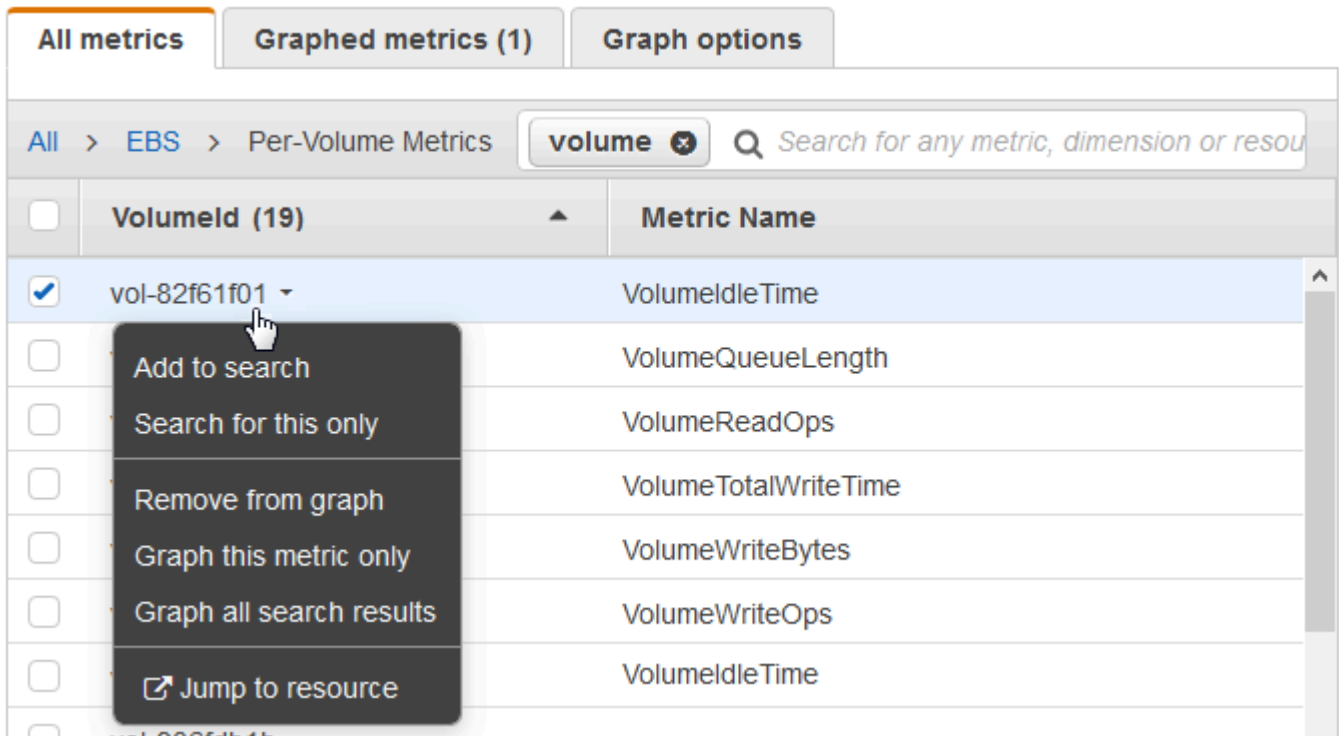 All metrics Graphed metrics (1) Graph options
All > EBS > Per-Volume Metrics volume Search for any metric, dimension or resou
VolumeId (19) Metric Name
vol-82f61f01 VolumeIdleTime
VolumeQueueLength
Add to search
VolumeReadOps
Search for this only
VolumeTotalWriteTime
Remove from graph
VolumeWriteBytes
Graph this metric only
VolumeWriteOps
Graph all search results
VolumeIdleTime
Jump to resource